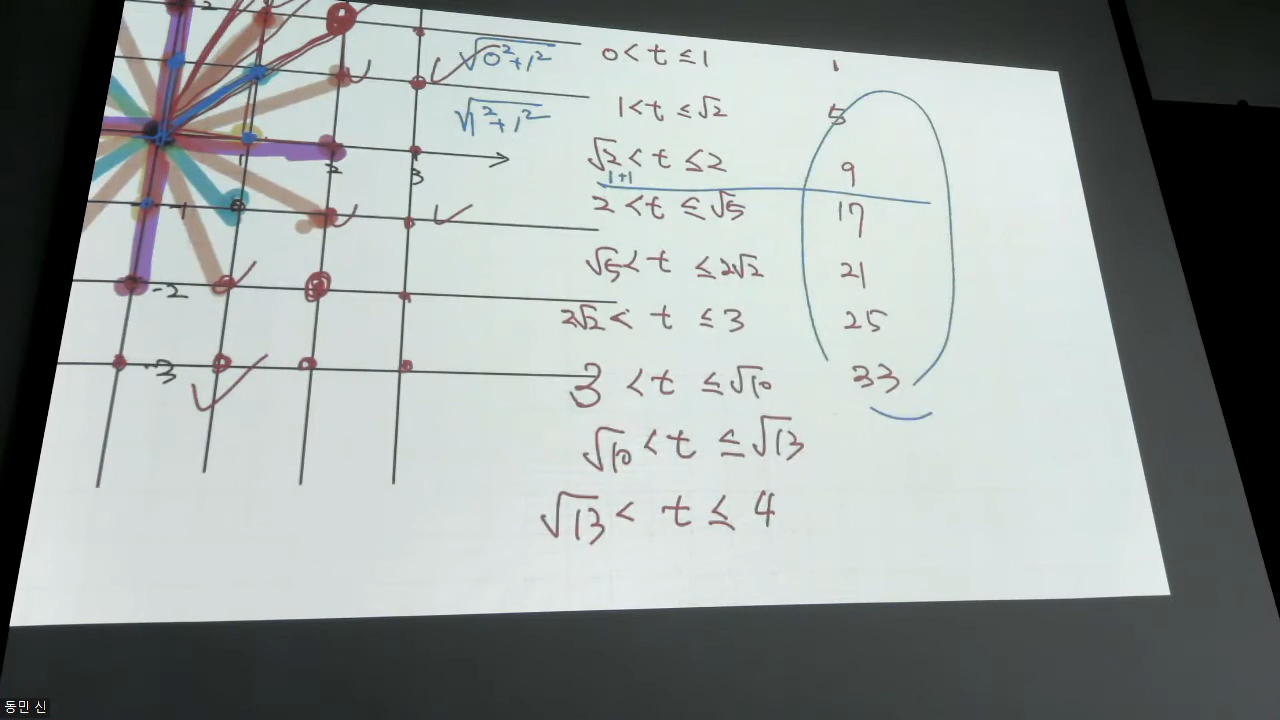 2
√0²+1² 0 < t ≤ 1 1
√1²+1² 1 < t ≤ √2 5
√2 < t ≤ 2 9
1+1
1 2 3
-1 2 < t ≤ √5 17
√5 < t ≤ 2√2 21
-2 2√2 < t ≤ 3 25
-3 3 < t ≤ √10 33
√10 < t ≤ √13
√13 < t ≤ 4
동민 신